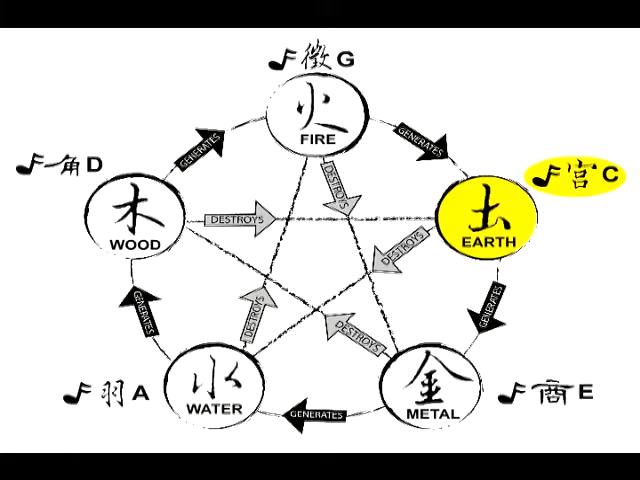 徵 G
火
FIRE
GENERATES
GENERATES
角 D
宮 C
木
WOOD
DESTROYS
DESTROYS
土
EARTH
DESTROYS
GENERATES
GENERATES
DESTROYS
DESTROYS
羽 A
水
WATER
GENERATES
金
METAL
商 E